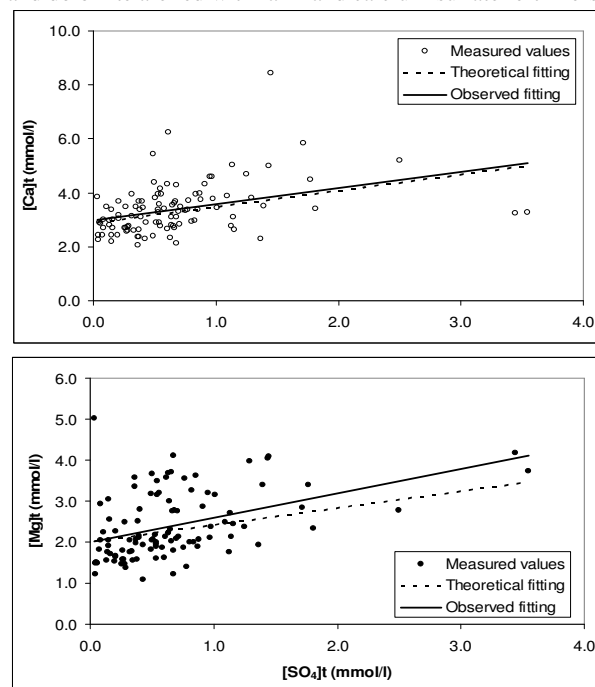 10.0
8.0
6.0
4.0
2.0
0.0
[Ca]t (mmol/l)
Measured values
Theoretical fitting
Observed fitting
0.0 1.0 2.0 3.0 4.0
6.0
5.0
4.0
3.0
2.0
1.0
0.0
[Mg]t (mmol/l)
Measured values
Theoretical fitting
Observed fitting
0.0 1.0 2.0 3.0 4.0
[SO4]t (mmol/l)